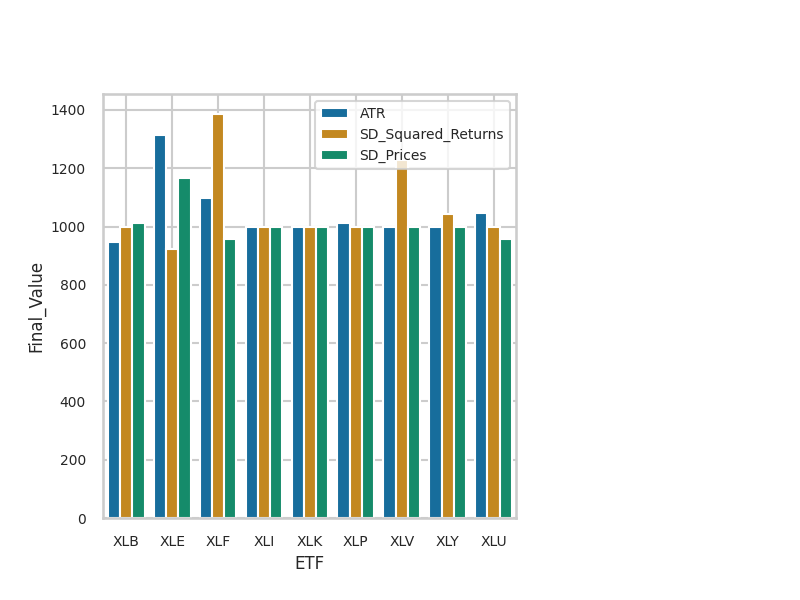 1400
1200
1000
800
600
400
200
0
Final_Value
ATR
SD_Squared_Returns
SD_Prices
XLB XLE XLF XLI XLK XLP XLV XLY XLU
ETF